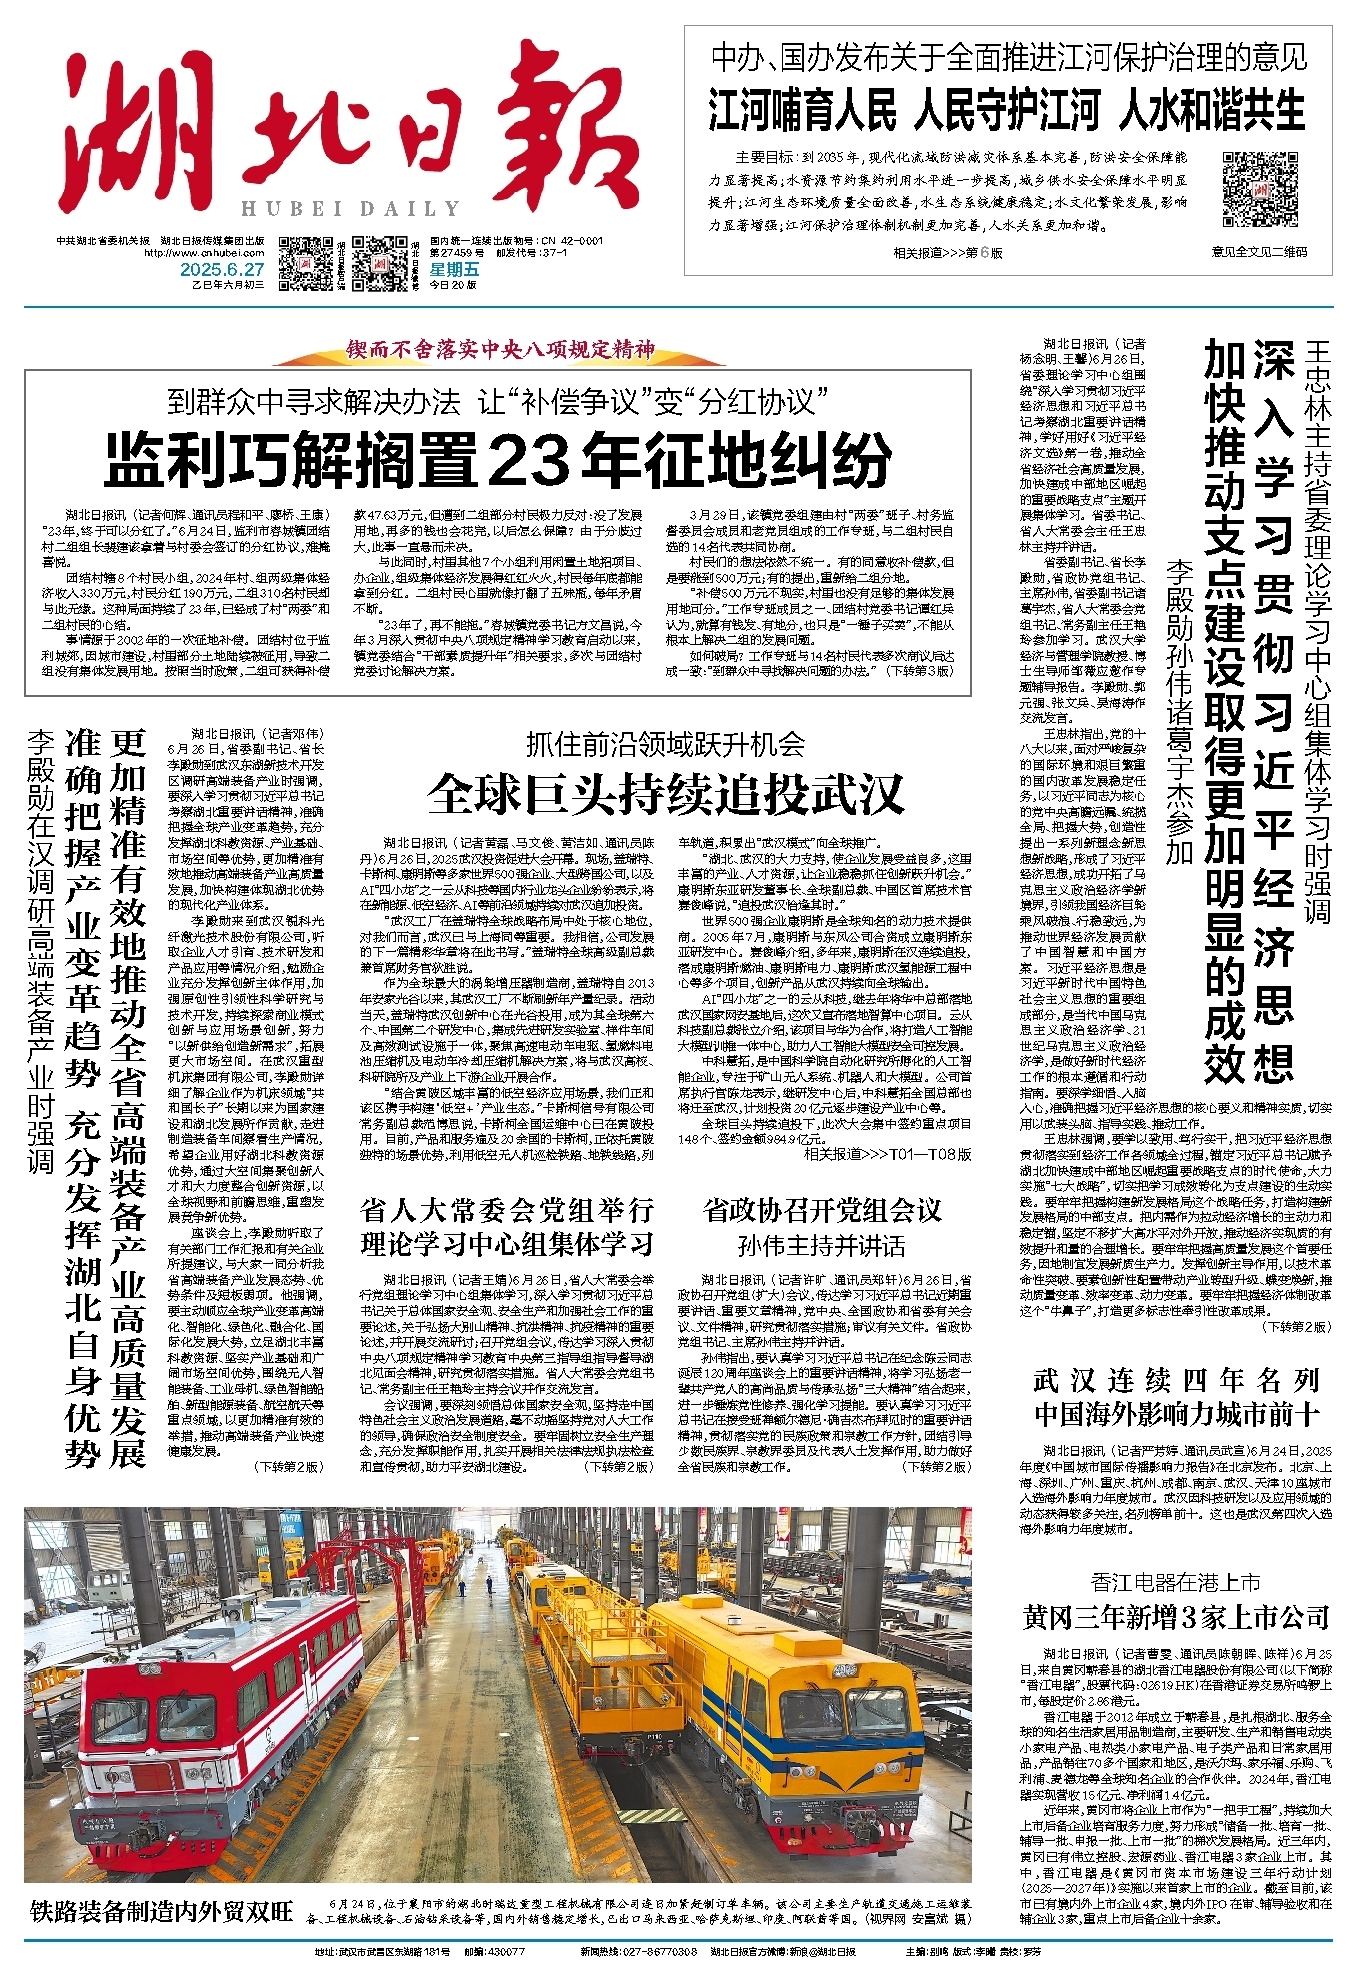 湖北日報
HUBEI DAILY
中共湖北省委机关报 湖北日报传媒集团出版
http://www.cnhubei.com
2025.6.27
乙巳年六月初三
国内统一连续出版物号:CN 42-0001
第27459号 邮发代号:37-1
星期五
今日20版
中办、国办发布关于全面推进江河保护治理的意见
江河哺育人民 人民守护江河 人水和谐共生
主要目标:到2035年,现代化流域防洪减灾体系基本完善,防洪安全保障能
力显著提高;水资源节约集约利用水平进一步提高,城乡供水安全保障水平明显
提升;江河生态环境质量全面改善,水生态系统健康稳定;水文化繁荣发展,影响
力显著增强;江河保护治理体制机制更加完善,人水关系更加和谐。
相关报道>>>第6版
意见全文见二维码
锲而不舍落实中央八项规定精神
到群众中寻求解决办法 让“补偿争议”变“分红协议”
监利巧解搁置23年征地纠纷
湖北日报讯(记者何辉、通讯员程和平、廖桥、王康)
“23年,终于可以分红了。”6月24日,监利市容城镇团结
村二组组长裴建该拿着与村委会签订的分红协议,难掩
喜悦。
团结村辖8个村民小组,2024年村、组两级集体经
济收入330万元,村民分红190万元,二组310名村民却
与此无缘。这种局面持续了23年,已经成了村“两委”和
二组村民的心结。
事情源于2002年的一次征地补偿。团结村位于监
利城郊,因城市建设,村里部分土地陆续被征用,导致二
组没有集体发展用地。按照当时政策,二组可获得补偿
款47.63万元,但遭到二组部分村民极力反对:没了发展
用地,再多的钱也会花完,以后怎么保障?由于分歧过
大,此事一直悬而未决。
与此同时,村里其他7个小组利用闲置土地招项目、
办企业,组级集体经济发展得红红火火,村民每年底都能
拿到分红。二组村民心里就像打翻了五味瓶,每年矛盾
不断。
“23年了,再不能拖。”容城镇党委书记方文昌说,今
年3月深入贯彻中央八项规定精神学习教育启动以来,
镇党委结合“干部素质提升年”相关要求,多次与团结村
党委讨论解决方案。
3月29日,该镇党委组建由村“两委”班子、村务监
督委员会成员和老党员组成的工作专班,与二组村民自
选的14名代表共同协商。
村民们的想法依然不统一。有的同意收补偿款,但
是要涨到500万元;有的提出,重新给二组分地。
“补偿500万元不现实,村里也没有足够的集体发展
用地可分。”工作专班成员之一、团结村党委书记谭红兵
认为,就算有钱发、有地分,也只是“一锤子买卖”,不能从
根本上解决二组的发展问题。
如何破局?工作专班与14名村民代表多次商议后达
成一致:“到群众中寻找解决问题的办法。”(下转第3版)
王忠林主持省委理论学习中心组集体学习时强调
深入学习贯彻习近平经济思想
加快推动支点建设取得更加明显的成效
李殿勋孙伟诸葛宇杰参加
湖北日报讯(记者
杨念明、王馨)6月26日,
省委理论学习中心组围
绕“深入学习贯彻习近平
经济思想和习近平总书
记考察湖北重要讲话精
神,学好用好《习近平经
济文选》第一卷,推动全
省经济社会高质量发展,
加快建成中部地区崛起
的重要战略支点”主题开
展集体学习。省委书记、
省人大常委会主任王忠
林主持并讲话。
省委副书记、省长李
殿勋,省政协党组书记、
主席孙伟,省委副书记诸
葛宇杰,省人大常委会党
组书记、常务副主任王艳
玲参加学习。武汉大学
经济与管理学院教授、博
士生导师邹薇应邀作专
题辅导报告。李殿勋、郭
元强、张文兵、吴海涛作
交流发言。
王忠林指出,党的十
八大以来,面对严峻复杂
的国际环境和艰巨繁重
的国内改革发展稳定任
务,以习近平同志为核心
的党中央高瞻远瞩、统揽
全局、把握大势,创造性
提出一系列新理念新思
想新战略,形成了习近平
经济思想,成功开拓了马
克思主义政治经济学新
境界,引领我国经济巨轮
乘风破浪、行稳致远,为
推动世界经济发展贡献
了中国智慧和中国方
案。习近平经济思想是
习近平新时代中国特色
社会主义思想的重要组
成部分,是当代中国马克
思主义政治经济学、21
世纪马克思主义政治经
济学,是做好新时代经济
工作的根本遵循和行动
指南。要深学细悟、入脑
入心,准确把握习近平经济思想的核心要义和精神实质,切实
用以武装头脑、指导实践、推动工作。
王忠林强调,要学以致用、笃行实干,把习近平经济思想
贯彻落实到经济工作各领域全过程,锚定习近平总书记赋予
湖北加快建成中部地区崛起重要战略支点的时代使命,大力
实施“七大战略”,切实把学习成效转化为支点建设的生动实
践。要牢牢把握构建新发展格局这个战略任务,打造构建新
发展格局的中部支点。把内需作为拉动经济增长的主动力和
稳定锚,坚定不移扩大高水平对外开放,推动经济实现质的有
效提升和量的合理增长。要牢牢把握高质量发展这个首要任
务,因地制宜发展新质生产力。发挥创新主导作用,以技术革
命性突破、要素创新性配置带动产业转型升级、蝶变焕新,推
动质量变革、效率变革、动力变革。要牢牢把握经济体制改革
这个“牛鼻子”,打造更多标志性牵引性改革成果。
(下转第2版)
李殿勋在汉调研高端装备产业时强调
准确把握产业变革趋势 充分发挥湖北自身优势
更加精准有效地推动全省高端装备产业高质量发展
湖北日报讯(记者邓伟)
6月26日,省委副书记、省长
李殿勋到武汉东湖新技术开发
区调研高端装备产业时强调,
要深入学习贯彻习近平总书记
考察湖北重要讲话精神,准确
把握全球产业变革趋势,充分
发挥湖北科教资源、产业基础、
市场空间等优势,更加精准有
效地推动高端装备产业高质量
发展,加快构建体现湖北优势
的现代化产业体系。
李殿勋来到武汉锐科光
纤激光技术股份有限公司,听
取企业人才引育、技术研发和
产品应用等情况介绍,勉励企
业充分发挥创新主体作用,加
强原创性引领性科学研究与
技术开发,持续探索商业模式
创新与应用场景创新,努力
“以新供给创造新需求”,拓展
更大市场空间。在武汉重型
机床集团有限公司,李殿勋详
细了解企业作为机床领域“共
和国长子”长期以来为国家建
设和湖北发展所作贡献,走进
制造装备车间察看生产情况,
希望企业用好湖北科教资源
优势,通过大空间集聚创新人
才和大力度整合创新资源,以
全球视野和前瞻思维,重塑发
展竞争新优势。
座谈会上,李殿勋听取了
有关部门工作汇报和有关企业
所提建议,与大家一同分析我
省高端装备产业发展态势、优
势条件及短板弱项。他强调,
要主动顺应全球产业变革高端
化、智能化、绿色化、融合化、国
际化发展大势,立足湖北丰富
科教资源、坚实产业基础和广
阔市场空间优势,围绕无人智
能装备、工业母机、绿色智能船
舶、新型能源装备、航空航天等
重点领域,以更加精准有效的
举措,推动高端装备产业快速
健康发展。
(下转第2版)
抓住前沿领域跃升机会
全球巨头持续追投武汉
湖北日报讯(记者黄磊、马文俊、黄洁如、通讯员陈
丹)6月26日,2025武汉投资促进大会开幕。现场,盖瑞特、
卡斯柯、康明斯等多家世界500强企业、大型跨国公司,以及
AI“四小龙”之一云从科技等国内行业龙头企业纷纷表示,将
在新能源、低空经济、AI等前沿领域持续对武汉追加投资。
“武汉工厂在盖瑞特全球战略布局中处于核心地位,
对我们而言,武汉已与上海同等重要。我相信,公司发展
的下一篇精彩华章将在此书写。”盖瑞特全球高级副总裁
兼首席财务官狄胜说。
作为全球最大的涡轮增压器制造商,盖瑞特自2013
年安家光谷以来,其武汉工厂不断刷新年产量纪录。活动
当天,盖瑞特武汉创新中心在光谷投用,成为其全球第六
个、中国第二个研发中心,集成先进研发实验室、样件车间
及高效测试设施于一体,聚焦高速电动车电驱、氢燃料电
池压缩机及电动车冷却压缩机解决方案,将与武汉高校、
科研院所及产业上下游企业开展合作。
“结合黄陂区域丰富的低空经济应用场景,我们正和
该区携手构建‘低空+’产业生态。”卡斯柯信号有限公司
常务副总裁范博思说,卡斯柯全国运维中心已在黄陂投
用。目前,产品和服务遍及20余国的卡斯柯,正依托黄陂
独特的场景优势,利用低空无人机巡检铁路、地铁线路,列
车轨道,积累出“武汉模式”向全球推广。
“湖北、武汉的大力支持,使企业发展受益良多,这里
丰富的产业、人才资源,让企业稳稳抓住创新跃升机会。”
康明斯东亚研发董事长、全球副总裁、中国区首席技术官
龚俊峰说,“追投武汉恰逢其时。”
世界500强企业康明斯是全球知名的动力技术提供
商。2005年7月,康明斯与东风公司合资成立康明斯东
亚研发中心。龚俊峰介绍,多年来,康明斯在汉连续追投,
落成康明斯燃油、康明斯电力、康明斯武汉氢能源工程中
心等多个项目,创新产品从武汉持续向全球输出。
AI“四小龙”之一的云从科技,继去年将华中总部落地
武汉国家网安基地后,这次又宣布落地智算中心项目。云从
科技副总裁张立介绍,该项目与华为合作,将打造人工智能
大模型训推一体中心,助力人工智能大模型安全可控发展。
中科慧拓,是中国科学院自动化研究所孵化的人工智
能企业,专注于矿山无人系统、机器人和大模型。公司首
席执行官陈龙表示,继研发中心后,中科慧拓全国总部也
将迁至武汉,计划投资20亿元逐步建设产业中心等。
全球巨头持续追投下,此次大会集中签约重点项目
148个、签约金额984.9亿元。
相关报道>>>T01—T08版
省人大常委会党组举行
理论学习中心组集体学习
湖北日报讯(记者王婧)6月26日,省人大常委会举
行党组理论学习中心组集体学习,深入学习贯彻习近平总
书记关于总体国家安全观、安全生产和加强社会工作的重
要论述,关于弘扬大别山精神、抗洪精神、抗疫精神的重要
论述,并开展交流研讨;召开党组会议,传达学习深入贯彻
中央八项规定精神学习教育中央第三指导组指导督导湖
北见面会精神,研究贯彻落实措施。省人大常委会党组书
记、常务副主任王艳玲主持会议并作交流发言。
会议强调,要深刻领悟总体国家安全观,坚持走中国
特色社会主义政治发展道路,毫不动摇坚持党对人大工作
的领导,确保政治安全制度安全。要牢固树立安全生产理
念,充分发挥职能作用,扎实开展相关法律法规执法检查
和宣传贯彻,助力平安湖北建设。 (下转第2版)
省政协召开党组会议
孙伟主持并讲话
湖北日报讯(记者许旷、通讯员郑轩)6月26日,省
政协召开党组(扩大)会议,传达学习习近平总书记近期重
要讲话、重要文章精神,党中央、全国政协和省委有关会
议、文件精神,研究贯彻落实措施;审议有关文件。省政协
党组书记、主席孙伟主持并讲话。
孙伟指出,要认真学习习近平总书记在纪念陈云同志
诞辰120周年座谈会上的重要讲话精神,将学习弘扬老一
辈共产党人的高尚品质与传承弘扬“三大精神”结合起来,
进一步锤炼党性修养、强化学习提能。要认真学习习近平
总书记在接受班禅额尔德尼·确吉杰布拜见时的重要讲话
精神,贯彻落实党的民族政策和宗教工作方针,团结引导
少数民族界、宗教界委员及代表人士发挥作用,助力做好
全省民族和宗教工作。 (下转第2版)
武汉连续四年名列
中国海外影响力城市前十
湖北日报讯(记者严芳婷、通讯员武宣)6月24日,2025
年度《中国城市国际传播影响力报告》在北京发布。北京、上
海、深圳、广州、重庆、杭州、成都、南京、武汉、天津10座城市
入选海外影响力年度城市。武汉因科技研发以及应用领域的
动态获得较多关注,名列榜单前十。这也是武汉第四次入选
海外影响力年度城市。
香江电器在港上市
黄冈三年新增3家上市公司
湖北日报讯(记者曹雯、通讯员陈朝晖、陈祥)6月25
日,来自黄冈蕲春县的湖北香江电器股份有限公司(以下简称
“香江电器”,股票代码:02619.HK)在香港证券交易所鸣锣上
市,每股定价2.86港元。
香江电器于2012年成立于蕲春县,是扎根湖北、服务全
球的知名生活家居用品制造商,主要研发、生产和销售电动类
小家电产品、电热类小家电产品、电子类产品和日常家居用
品,产品销往70多个国家和地区,是沃尔玛、家乐福、乐购、飞
利浦、麦德龙等全球知名企业的合作伙伴。2024年,香江电
器实现营收15亿元、净利润1.4亿元。
近年来,黄冈市将企业上市作为“一把手工程”,持续加大
上市后备企业培育服务力度,努力形成“储备一批、培育一批、
辅导一批、申报一批、上市一批”的梯次发展格局。近三年内,
黄冈已有伟立控股、宏源药业、香江电器3家企业上市。其
中,香江电器是《黄冈市资本市场建设三年行动计划
(2025—2027年)》实施以来首家上市的企业。截至目前,该
市已有境内外上市企业4家,境内外IPO在审、辅导验收和在
辅企业3家,重点上市后备企业十余家。
铁路装备制造内外贸双旺
6月24日,位于襄阳市的湖北时瑞达重型工程机械有限公司连日加紧赶制订单车辆。该公司主要生产轨道交通施工运维装
备、工程机械设备、石油钻采设备等,国内外销售稳定增长,已出口马来西亚、哈萨克斯坦、印度、阿联酋等国。(视界网 安富斌 摄)
地址:武汉市武昌区东湖路181号 邮编:430077 新闻热线:027-86770308 湖北日报官方微博:新浪@湖北日报 主编:别鸣 版式:李曦 责校:罗芳